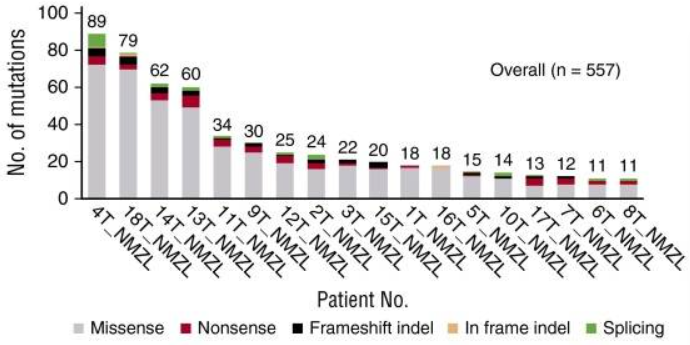 No. of mutations
100
80
60
40
20
0
89
79
62
60
34
30
25
24
22
20
18
18
15
14
13
12
11
11
Overall (n = 557)
4T_NMZL
18T_NMZL
14T_NMZL
13T_NMZL
11T_NMZL
9T_NMZL
12T_NMZL
2T_NMZL
3T_NMZL
15T_NMZL
1T_NMZL
16T_NMZL
5T_NMZL
10T_NMZL
17T_NMZL
7T_NMZL
6T_NMZL
8T_NMZL
Patient No.
Missense Nonsense Frameshift indel In frame indel Splicing